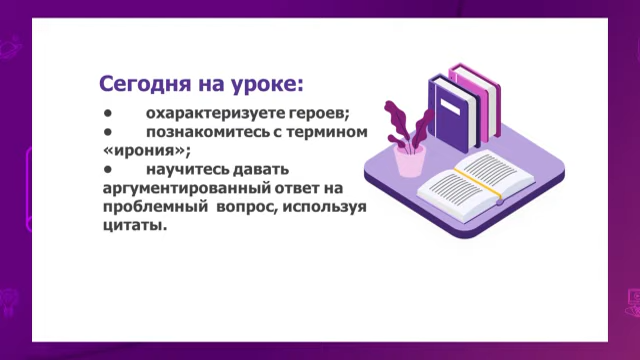 Сегодня на уроке:
● охарактеризуете героев;
● познакомитесь с термином
«ирония»;
● научитесь давать
аргументированный ответ на
проблемный вопрос, используя
цитаты.